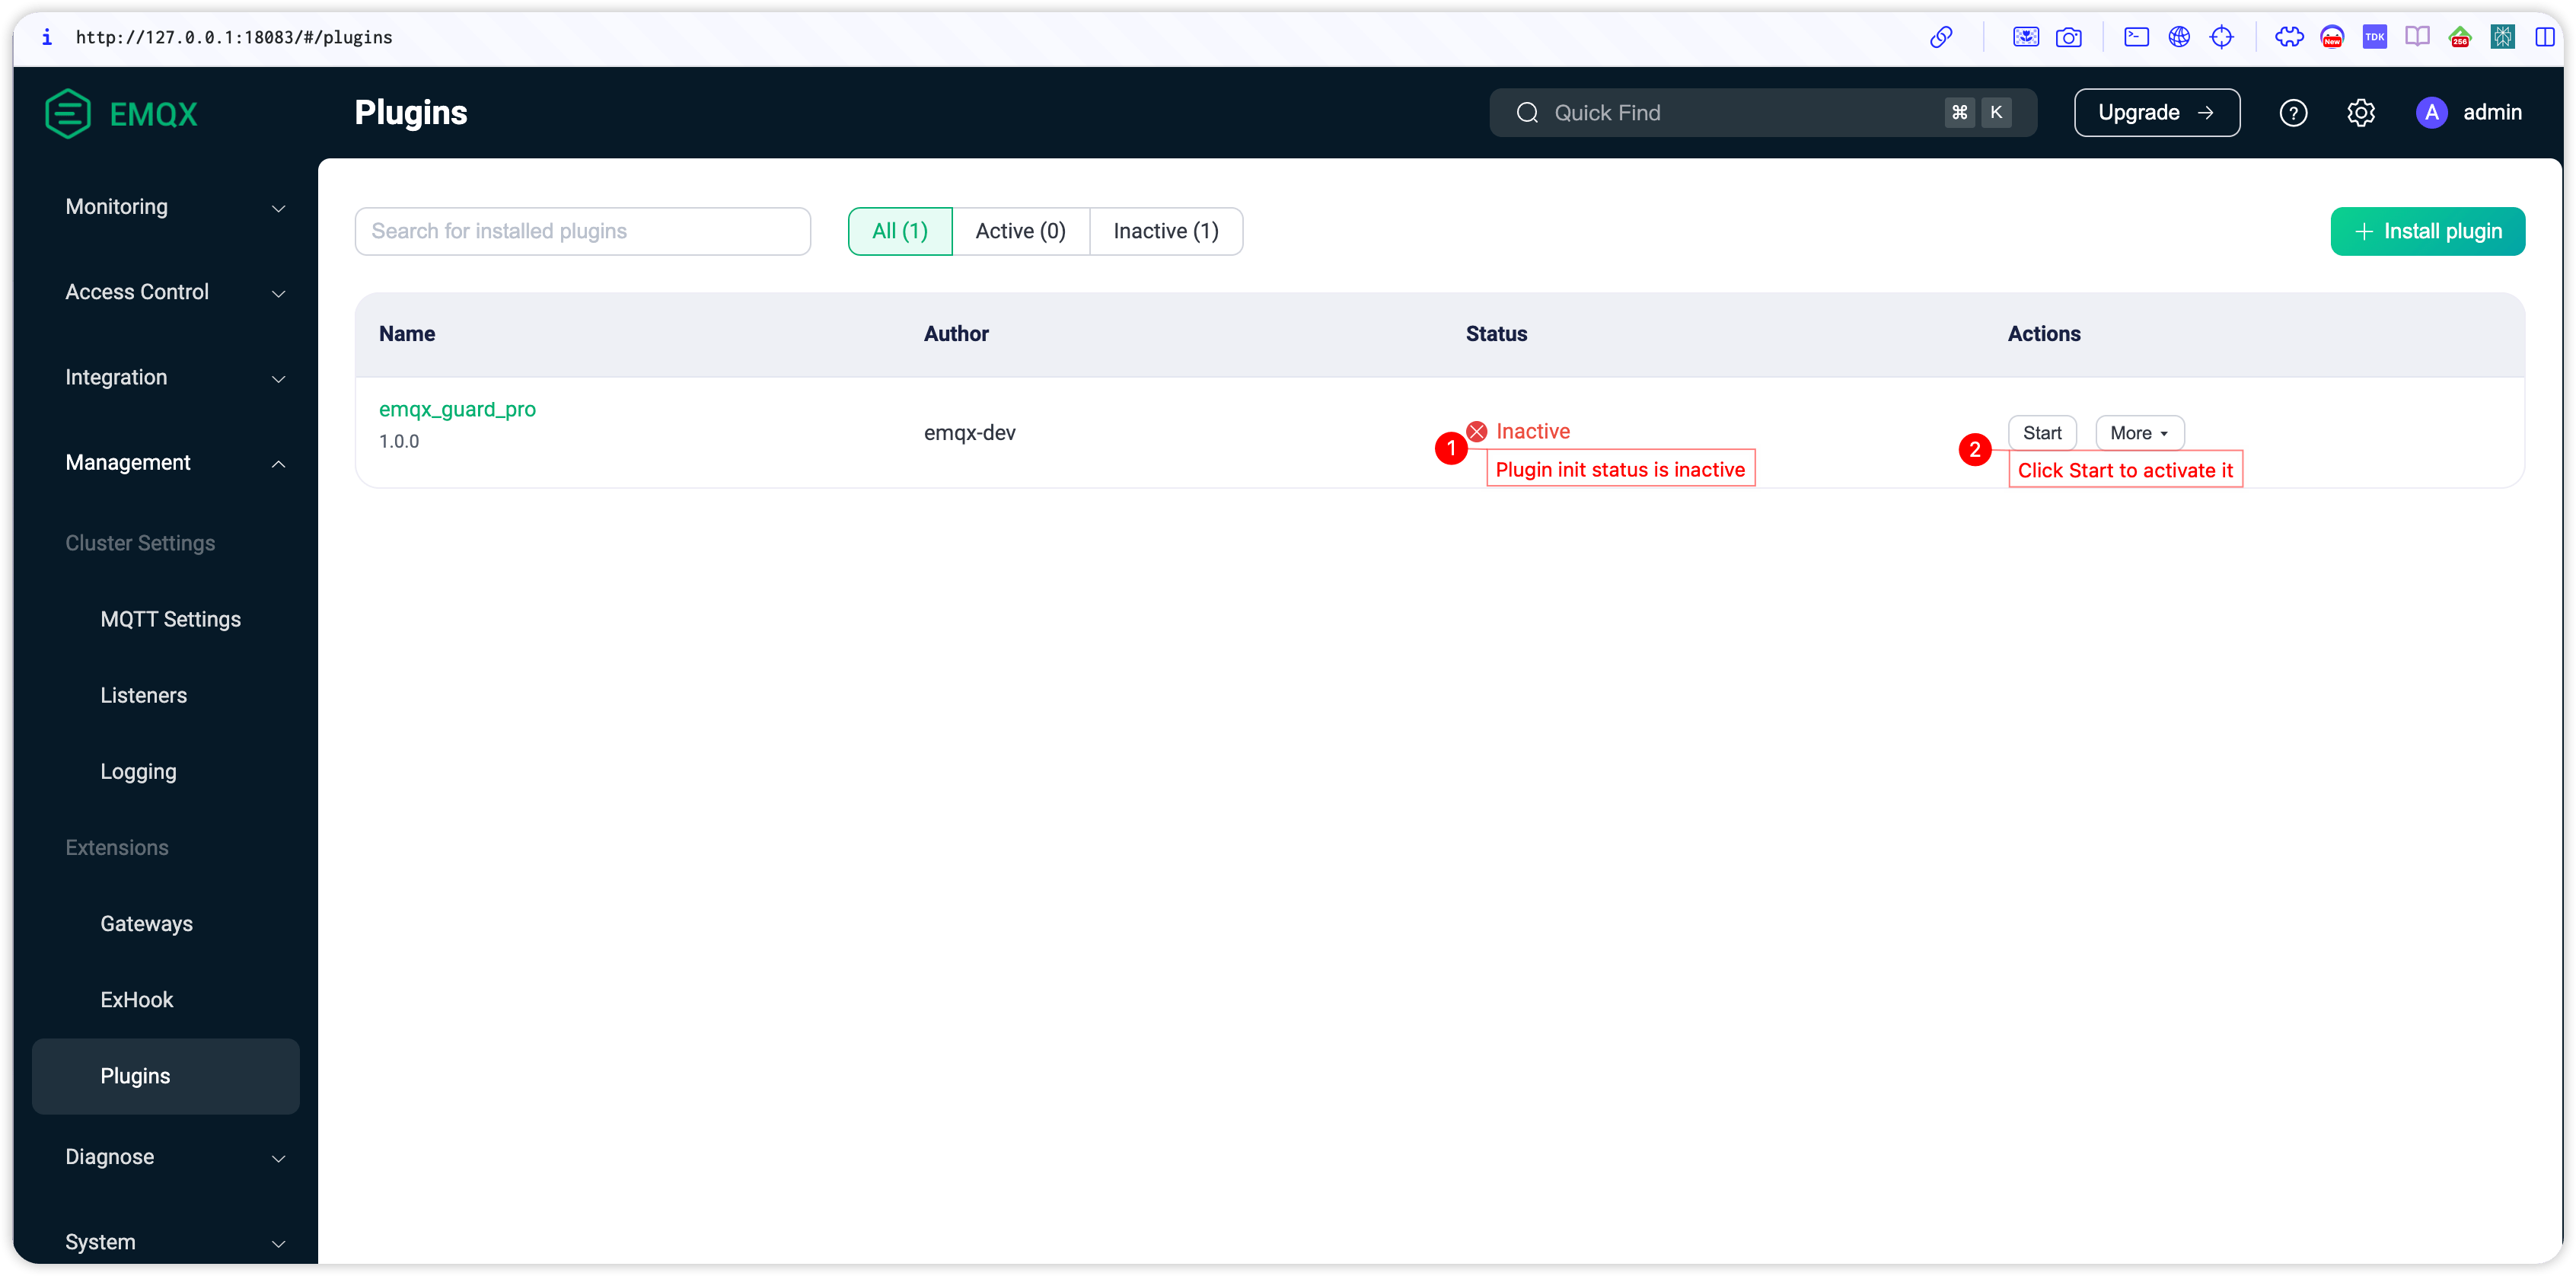 i http://127.0.0.1:18083/#/plugins
New
TDK
256
EMQX
Plugins
Quick Find
⌘ K
Upgrade →
?
A admin
Monitoring
Access Control
Integration
Management
Cluster Settings
MQTT Settings
Listeners
Logging
Extensions
Gateways
ExHook
Plugins
Diagnose
System
Search for installed plugins
All (1)
Active (0)
Inactive (1)
+ Install plugin
Name Author Status Actions
emqx_guard_pro
1.0.0
emqx-dev
Inactive
1
Plugin init status is inactive
Start
More
2
Click Start to activate it